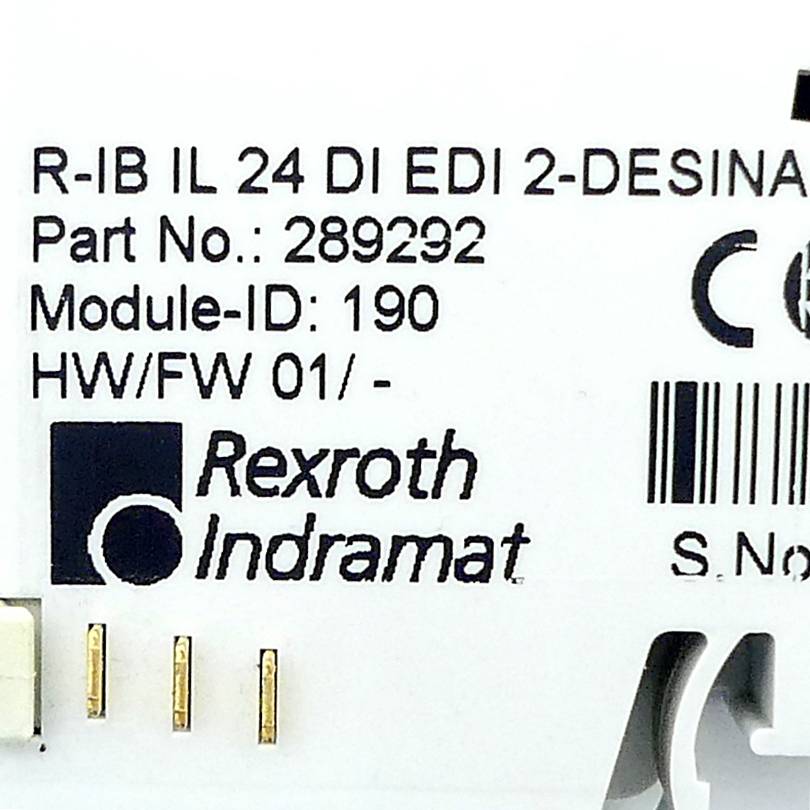 R-IB IL 24 DI EDI 2-DESINA
Part No.: 289292
Module-ID: 190
HW/FW 01/ -
Rexroth
Indramat
S.No